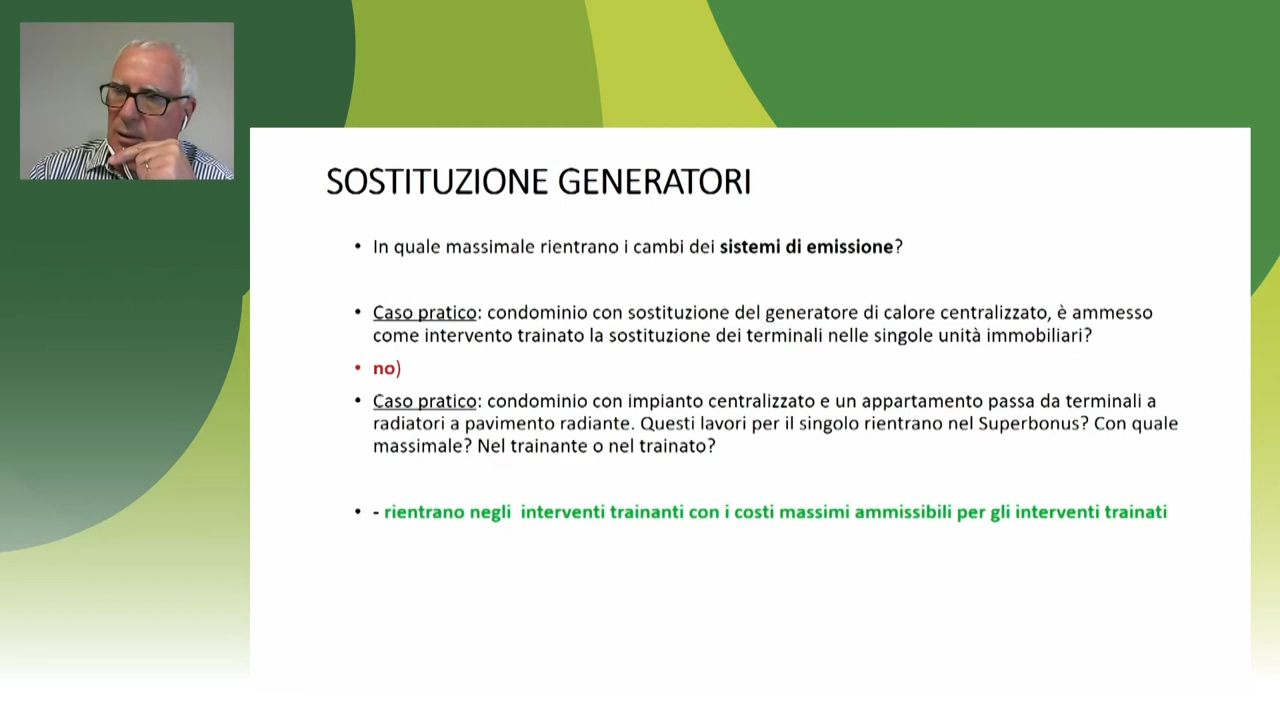 SOSTITUZIONE GENERATORI
• In quale massimale rientrano i cambi dei sistemi di emissione?
• Caso pratico: condominio con sostituzione del generatore di calore centralizzato, è ammesso
come intervento trainato la sostituzione dei terminali nelle singole unità immobiliari?
• no)
• Caso pratico: condominio con impianto centralizzato e un appartamento passa da terminali a
radiatori a pavimento radiante. Questi lavori per il singolo rientrano nel Superbonus? Con quale
massimale? Nel trainante o nel trainato?
• - rientrano negli interventi trainanti con i costi massimi ammissibili per gli interventi trainati